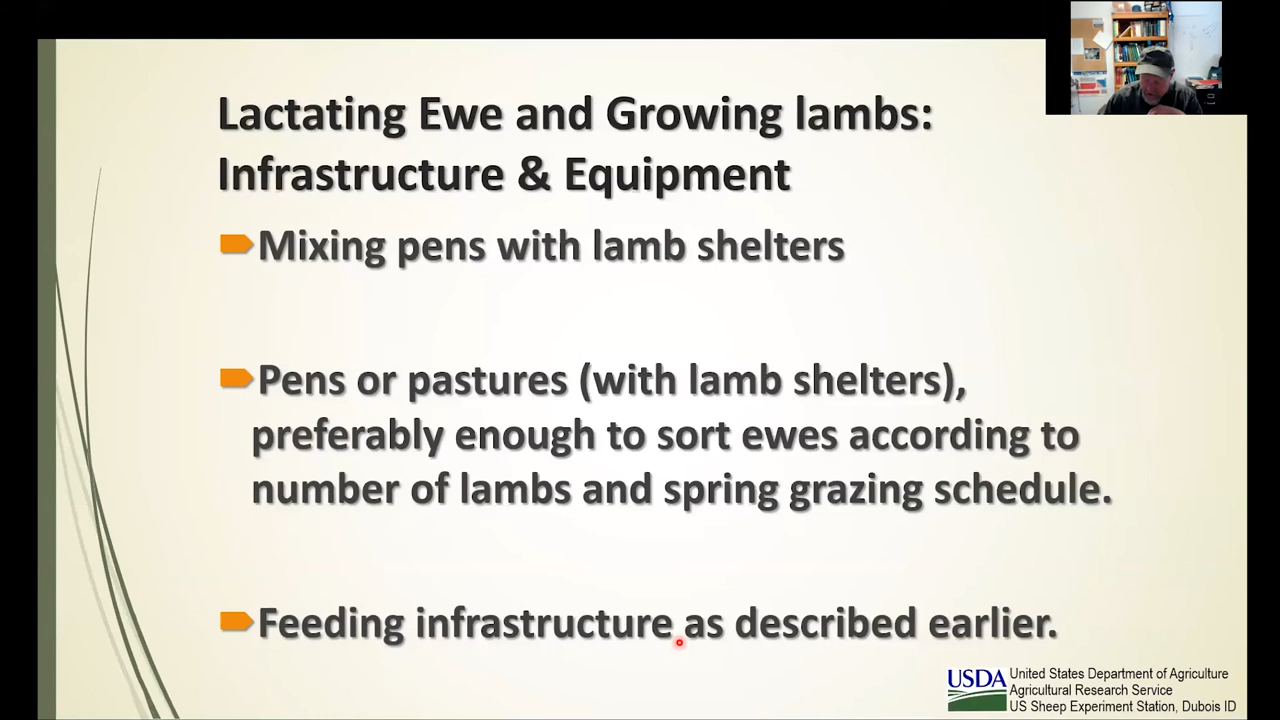 Lactating Ewe and Growing lambs:
Infrastructure & Equipment
Mixing pens with lamb shelters
Pens or pastures (with lamb shelters),
preferably enough to sort ewes according to
number of lambs and spring grazing schedule.
Feeding infrastructure as described earlier.
USDA
United States Department of Agriculture
Agricultural Research Service
US Sheep Experiment Station, Dubois ID